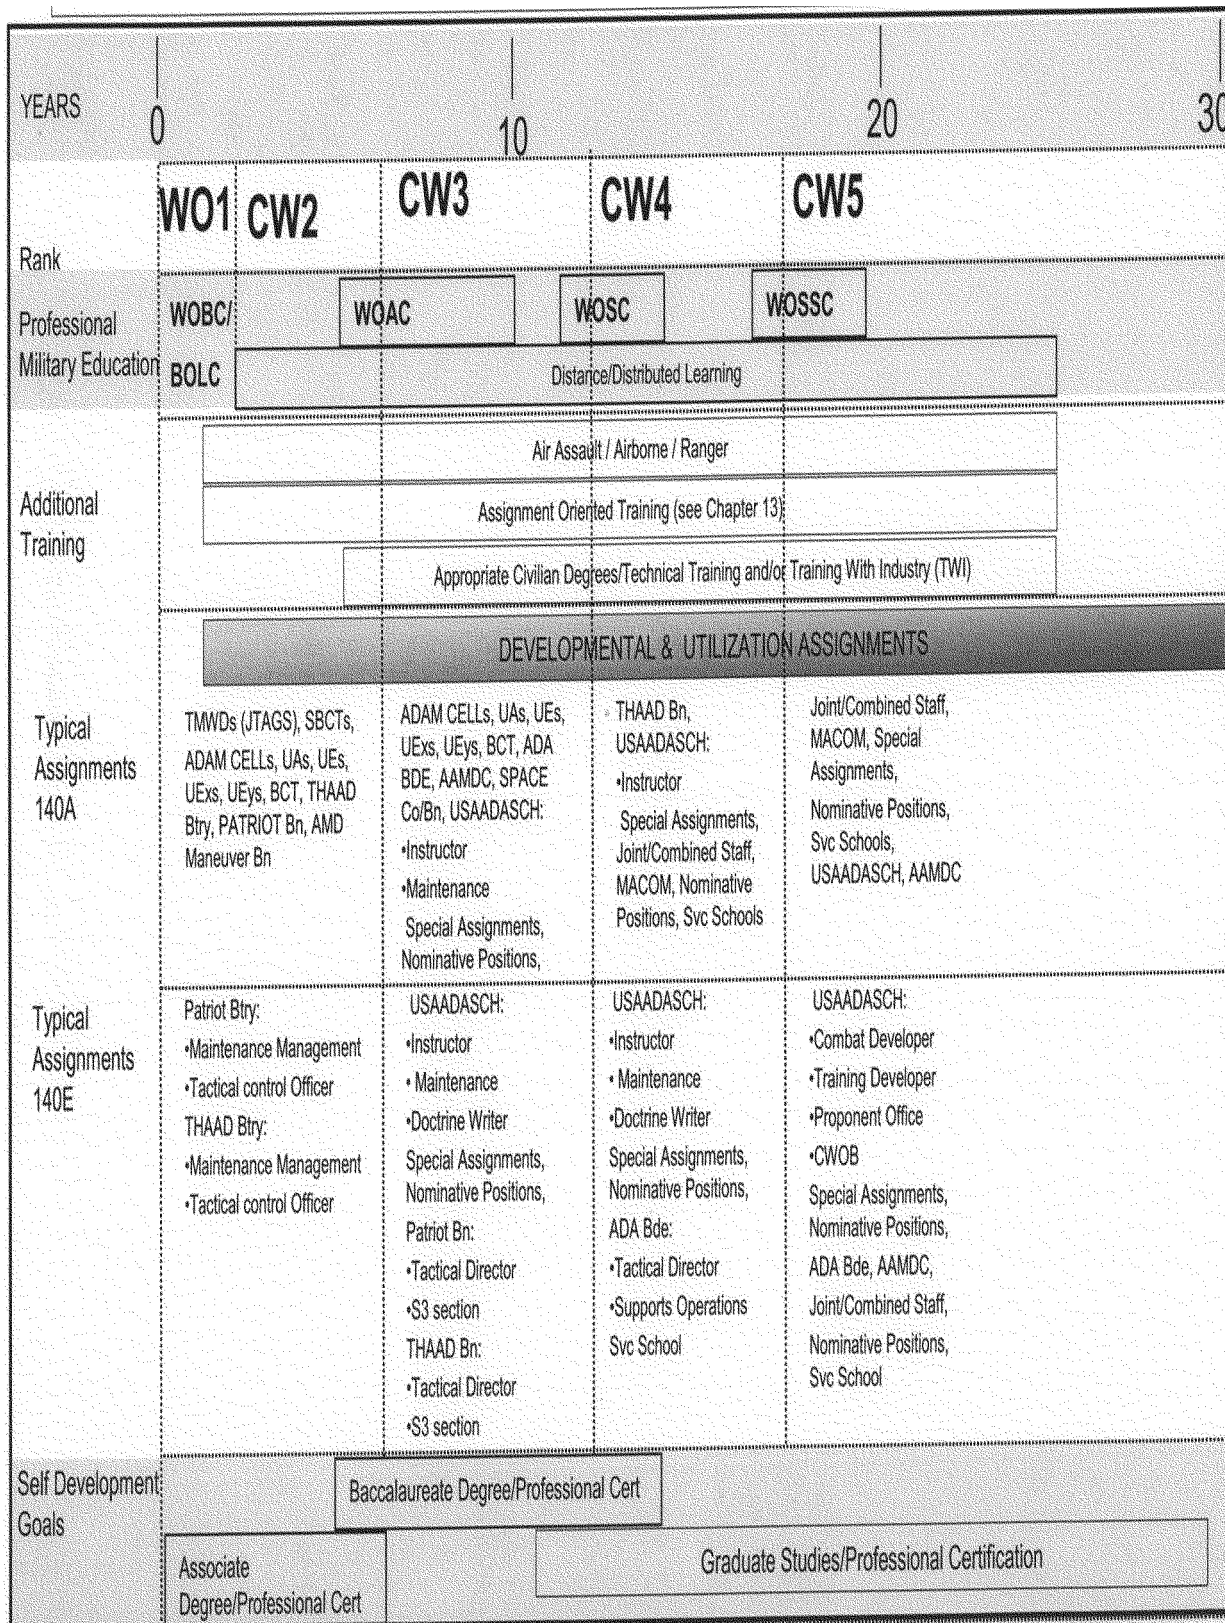 YEARS
0
10
20
30
Rank
WO1
CW2
CW3
CW4
CW5
Professional
Military Education
WOBC/
BOLC
WOAC
WOSC
WOSSC
Distance/Distributed Learning
Additional
Training
Air Assault / Airborne / Ranger
Assignment Oriented Training (see Chapter 13)
Appropriate Civilian Degrees/Technical Training and/or Training With Industry (TWI)
DEVELOPMENTAL & UTILIZATION ASSIGNMENTS
Typical
Assignments
140A
TMWDs (JTAGS), SBCTs,
ADAM CELLs, UAs, UEs,
UExs, UEys, BCT, THAAD
Btry, PATRIOT Bn, AMD
Maneuver Bn
ADAM CELLs, UAs, UEs,
UExs, UEys, BCT, ADA
BDE, AAMDC, SPACE
Co/Bn, USAADASCH:
•Instructor
•Maintenance
Special Assignments,
Nominative Positions,
THAAD Bn,
USAADASCH:
•Instructor
Special Assignments,
Joint/Combined Staff,
MACOM, Nominative
Positions, Svc Schools
Joint/Combined Staff,
MACOM, Special
Assignments,
Nominative Positions,
Svc Schools,
USAADASCH, AAMDC
Typical
Assignments
140E
Patriot Btry:
•Maintenance Management
•Tactical control Officer
THAAD Btry:
•Maintenance Management
•Tactical control Officer
USAADASCH:
•Instructor
• Maintenance
•Doctrine Writer
Special Assignments,
Nominative Positions,
Patriot Bn:
•Tactical Director
•S3 section
THAAD Bn:
•Tactical Director
•S3 section
USAADASCH:
•Instructor
• Maintenance
•Doctrine Writer
Special Assignments,
Nominative Positions,
ADA Bde:
•Tactical Director
•Supports Operations
Svc School
USAADASCH:
•Combat Developer
•Training Developer
•Proponent Office
•CWOB
Special Assignments,
Nominative Positions,
ADA Bde, AAMDC,
Joint/Combined Staff,
Nominative Positions,
Svc School
Self Development
Goals
Baccalaureate Degree/Professional Cert
Associate
Degree/Professional Cert
Graduate Studies/Professional Certification